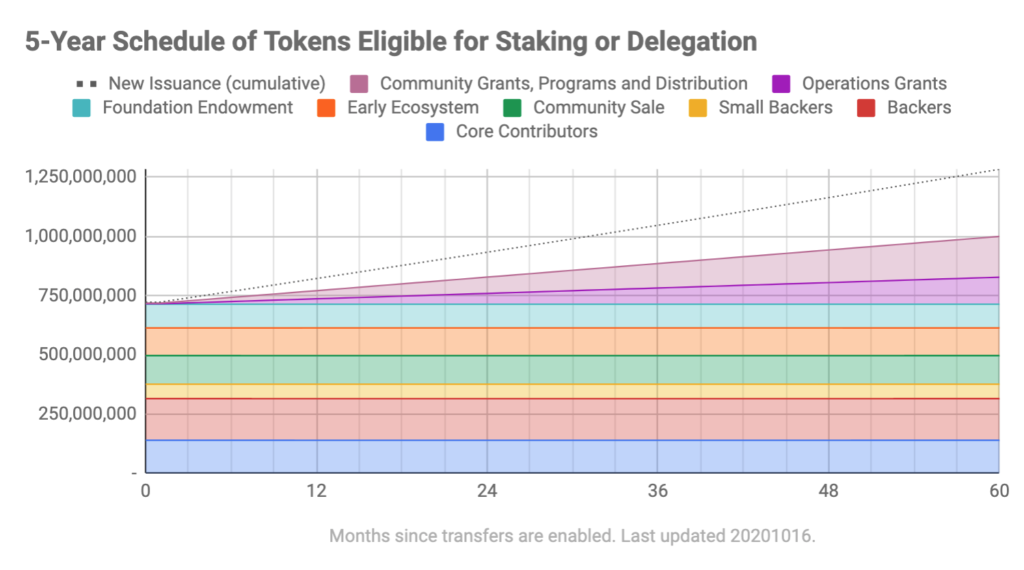 5-Year Schedule of Tokens Eligible for Staking or Delegation
New Issuance (cumulative) Community Grants, Programs and Distribution Operations Grants
Foundation Endowment Early Ecosystem Community Sale Small Backers Backers
Core Contributors
1,250,000,000
1,000,000,000
750,000,000
500,000,000
250,000,000
-
0 12 24 36 48 60
Months since transfers are enabled. Last updated 20201016.